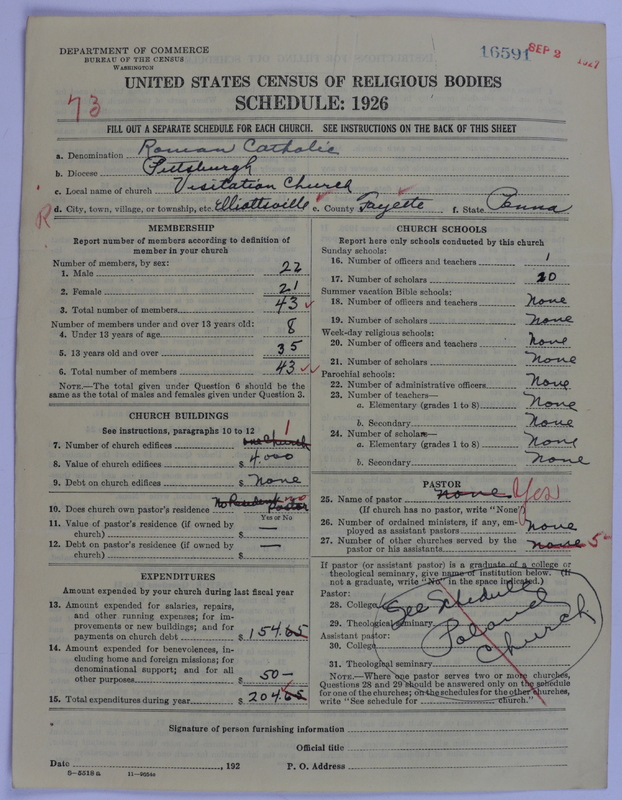 DEPARTMENT OF COMMERCE
BUREAU OF THE CENSUS
WASHINGTON
16591 SEP 2 1927
UNITED STATES CENSUS OF RELIGIOUS BODIES
SCHEDULE: 1926
73
FILL OUT A SEPARATE SCHEDULE FOR EACH CHURCH. SEE INSTRUCTIONS ON THE BACK OF THIS SHEET
a. Denomination Roman Catholic
b. Diocese Pittsburgh
c. Local name of church Visitation Church
d. City, town, village, or township, etc. Elliottsville e. County Fayette f. State Penna
R
MEMBERSHIP
Report number of members according to definition of
member in your church
Number of members, by sex:
1. Male 22
2. Female 21
3. Total number of members 43
Number of members under and over 13 years old:
4. Under 13 years of age 8
5. 13 years old and over 35
6. Total number of members 43
NOTE.—The total given under Question 6 should be the
same as the total of males and females given under Question 3.
CHURCH BUILDINGS
See instructions, paragraphs 10 to 12 1
7. Number of church edifices one Church
8. Value of church edifices $ 4.000
9. Debt on church edifices $ None
10. Does church own pastor's residence No Resident Pastor no
Yes or No
11. Value of pastor's residence (if owned by
church) $ —
12. Debt on pastor's residence (if owned by
church) $ —
EXPENDITURES
Amount expended by your church during last fiscal year
13. Amount expended for salaries, repairs,
and other running expenses; for im-
provements or new buildings; and for
payments on church debt $ 154.65
14. Amount expended for benevolences, in-
cluding home and foreign missions; for
denominational support; and for all
other purposes $ 50—
15. Total expenditures during year $ 204.65
CHURCH SCHOOLS
Report here only schools conducted by this church
Sunday schools:
16. Number of officers and teachers 1
17. Number of scholars 20
Summer vacation Bible schools:
18. Number of officers and teachers None
19. Number of scholars None
Week-day religious schools:
20. Number of officers and teachers None
21. Number of scholars None
Parochial schools:
22. Number of administrative officers None
23. Number of teachers—
a. Elementary (grades 1 to 8) None
b. Secondary None
24. Number of scholars—
a. Elementary (grades 1 to 8) None
b. Secondary None
PASTOR
25. Name of pastor none Yes
(If church has no pastor, write "None")
26. Number of ordained ministers, if any, em-
ployed as assistant pastors none
27. Number of other churches served by the
pastor or his assistants none 5-
If pastor (or assistant pastor) is a graduate of a college or
theological seminary, give name of institution below. (If
not a graduate, write "No" in the space indicated.)
Pastor:
28. College
29. Theological seminary
Assistant pastor:
30. College
31. Theological seminary
See Schedule
Church
NOTE.—Where one pastor serves two or more churches,
Questions 28 and 29 should be answered only on the schedule
for one of the churches; on the schedules for the other churches,
write "See schedule for church."
Signature of person furnishing information
Official title
Date , 192 P. O. Address
8-5518 a 11-9554